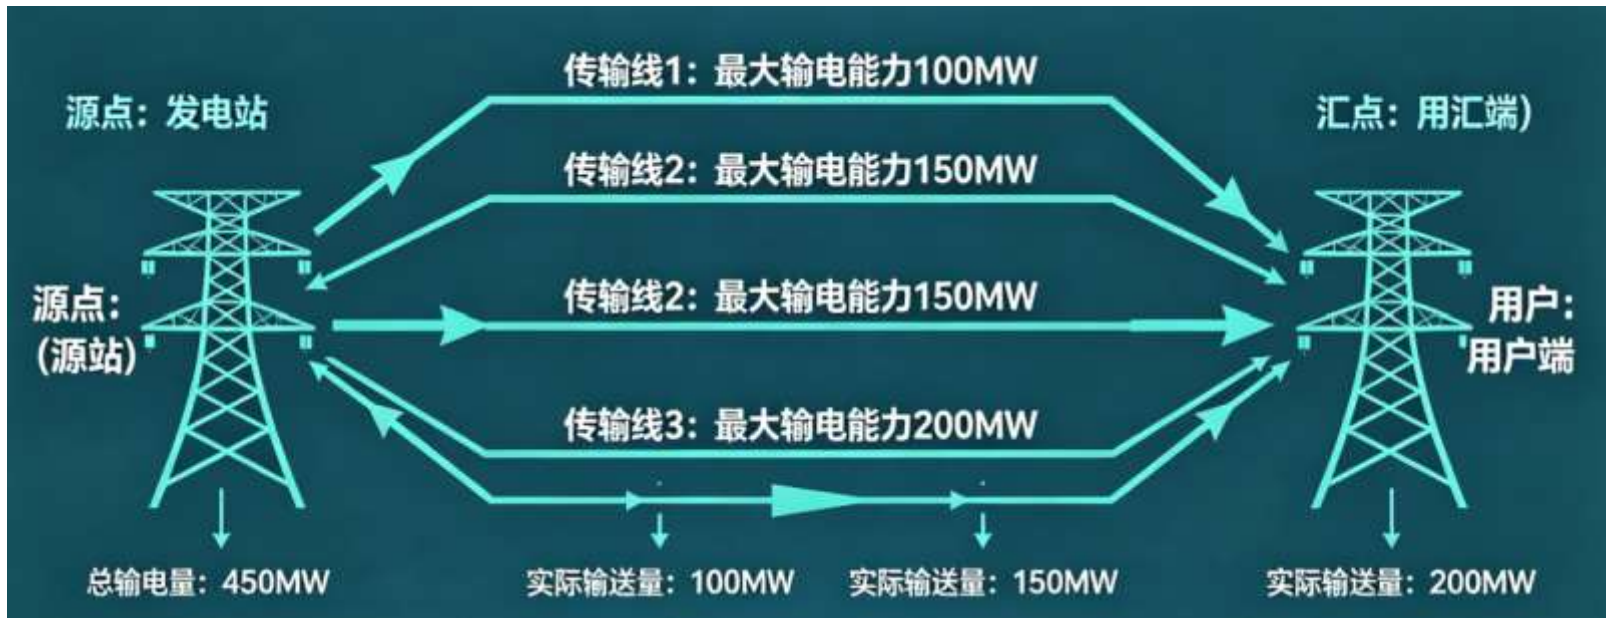 传输线1：最大输电能力100MW
源点：发电站
汇点：用汇端）
传输线2：最大输电能力150MW
传输线2：最大输电能力150MW
源点：
（源站）
用户：
用户端
传输线3：最大输电能力200MW
总输电量：450MW
实际输送量：100MW
实际输送量：150MW
实际输送量：200MW